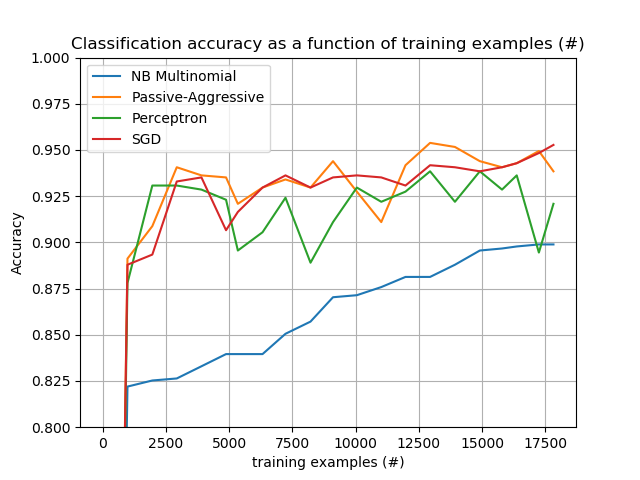 Classification accuracy as a function of training examples (#)
1.000
0.975
0.950
0.925
0.900
0.875
0.850
0.825
0.800
Accuracy
NB Multinomial
Passive-Aggressive
Perceptron
SGD
0 2500 5000 7500 10000 12500 15000 17500
training examples (#)